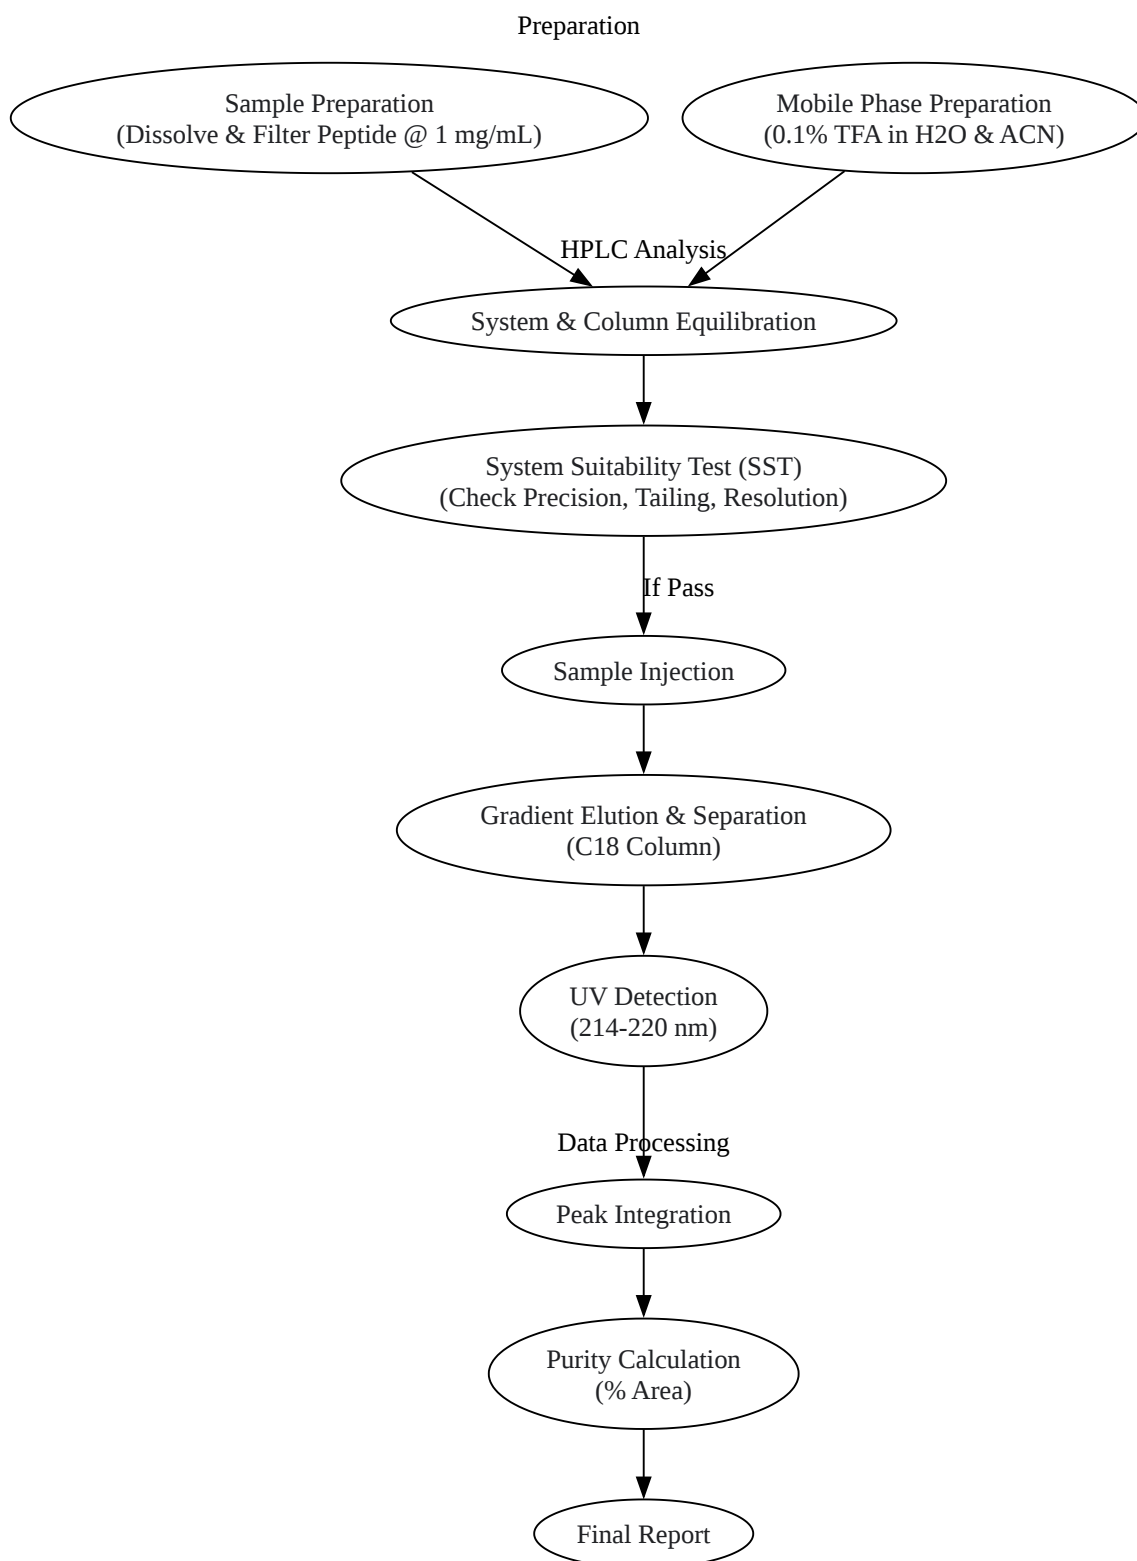 Preparation
Sample Preparation
(Dissolve & Filter Peptide @ 1 mg/mL)
Mobile Phase Preparation
(0.1% TFA in H2O & ACN)
HPLC Analysis
System & Column Equilibration
System Suitability Test (SST)
(Check Precision, Tailing, Resolution)
If Pass
Sample Injection
Gradient Elution & Separation
(C18 Column)
UV Detection
(214-220 nm)
Data Processing
Peak Integration
Purity Calculation
(% Area)
Final Report